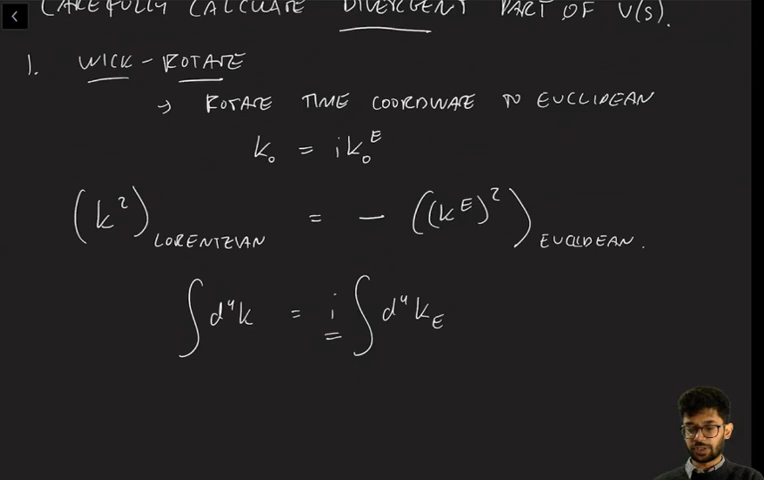 CAREFULLY CALCULATE DIVERGENT PART OF V(s).
1. WICK-ROTATE
→ ROTATE TIME COORDINATE TO EUCLIDEAN
k₀ = ik₀ᴱ
(k²)LORENTZIAN = - ((kᴱ)²)EUCLIDEAN.
∫d⁴k = i ∫d⁴k_E